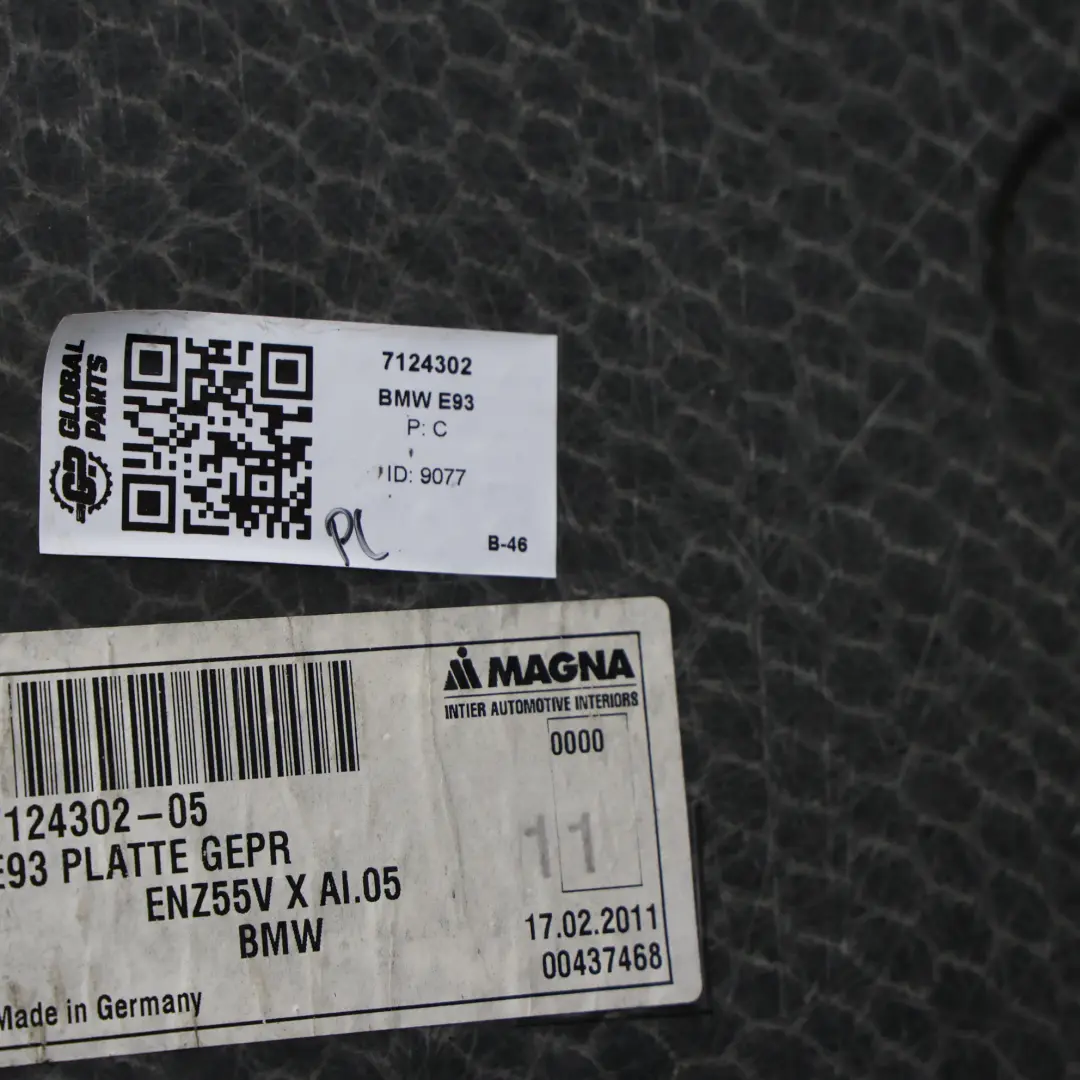 GLOBAL
PARTS
7124302
BMW E93
P: C
ID: 9077
PL
B-46
MAGNA
INTIER AUTOMOTIVE INTERIORS
0000
11
124302-05
E93 PLATTE GEPR
ENZ55V X AI.05
BMW
17.02.2011
00437468
Made in Germany